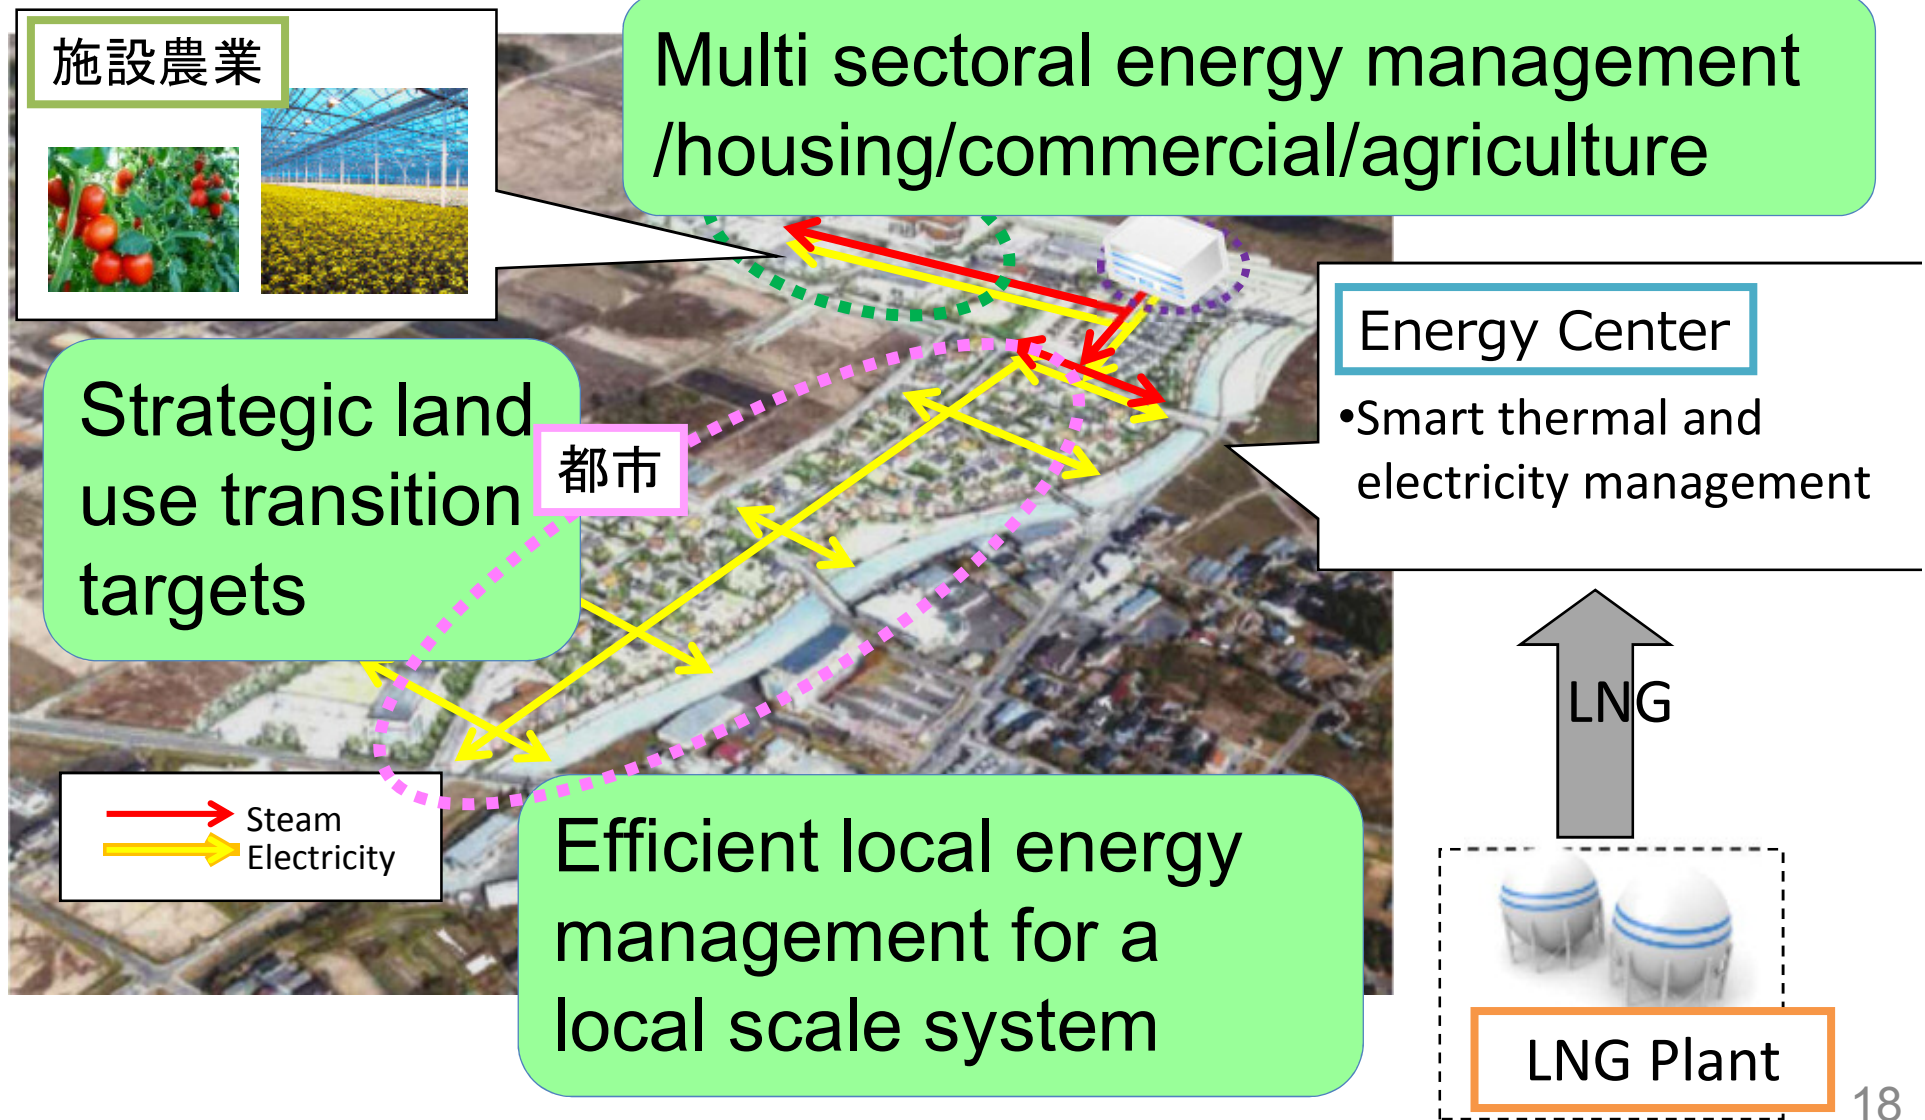 施設農業
Multi sectoral energy management
/housing/commercial/agriculture
Energy Center
•Smart thermal and
electricity management
Strategic land
use transition
targets
都市
LNG
Steam
Electricity
Efficient local energy
management for a
local scale system
LNG Plant
18